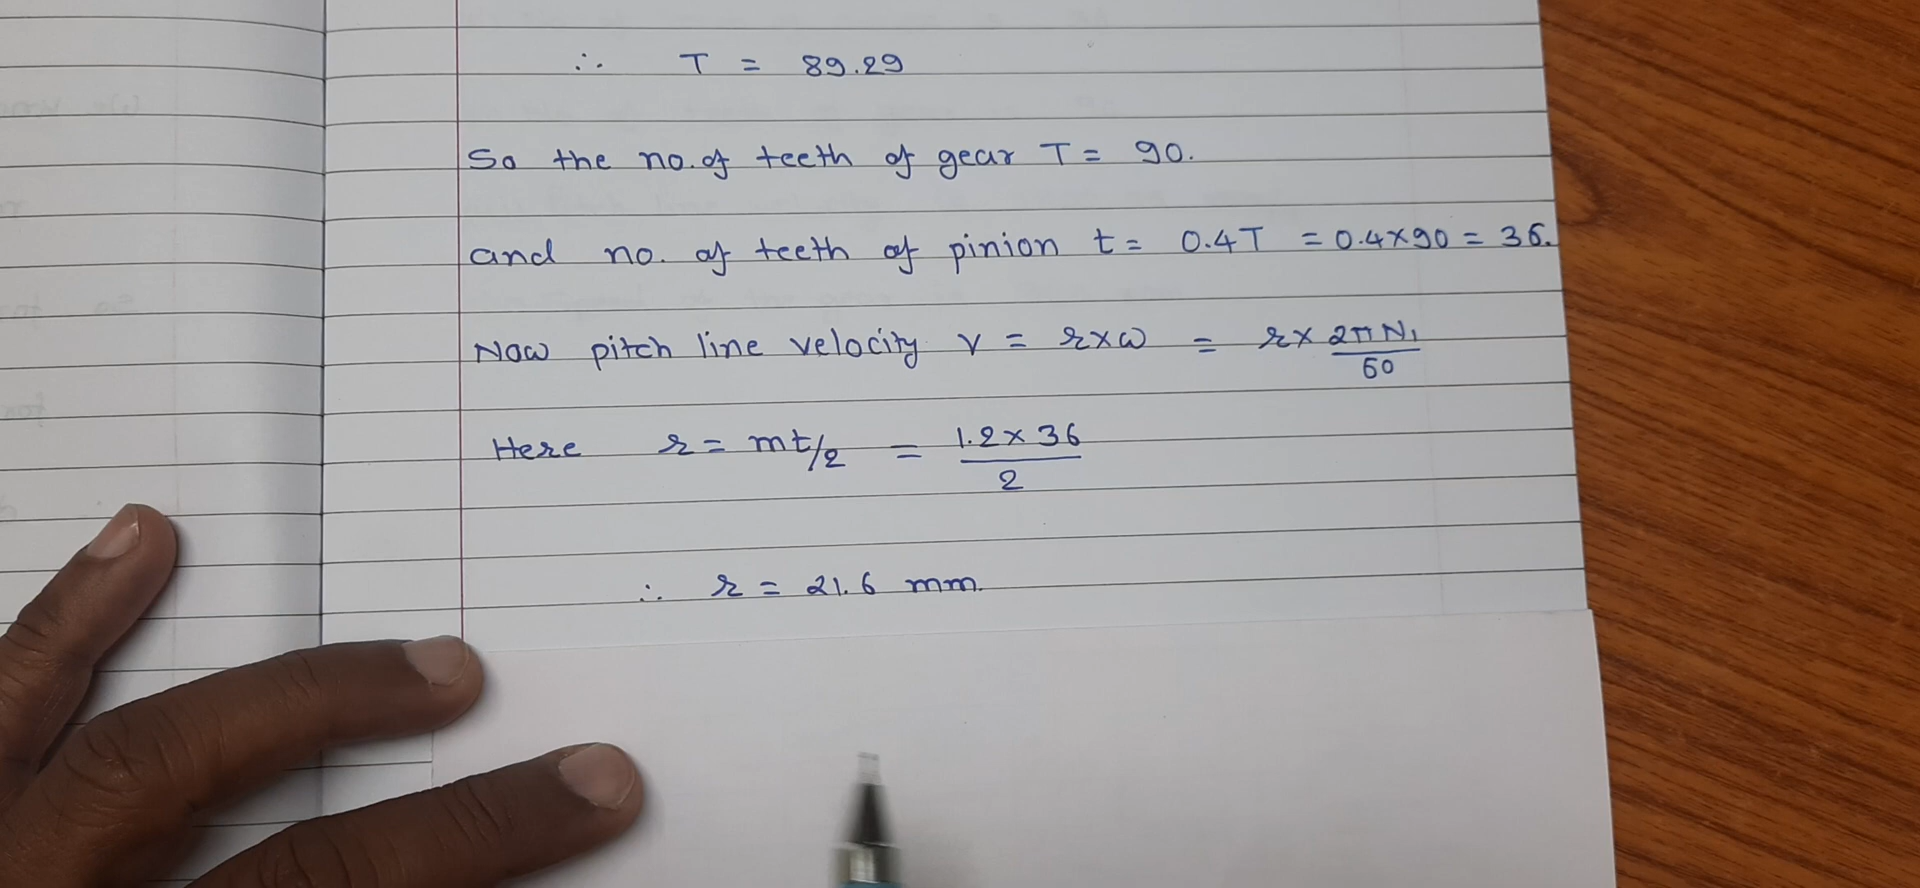 ∴ T = 89.29
So the no. of teeth of gear T = 90.
and no. of teeth of pinion t = 0.4T = 0.4×90 = 36.
Now pitch line velocity v = r×ω = r× 2πN₁/60
Here r = mt/2 = 1.2×36/2
∴ r = 21.6 mm.